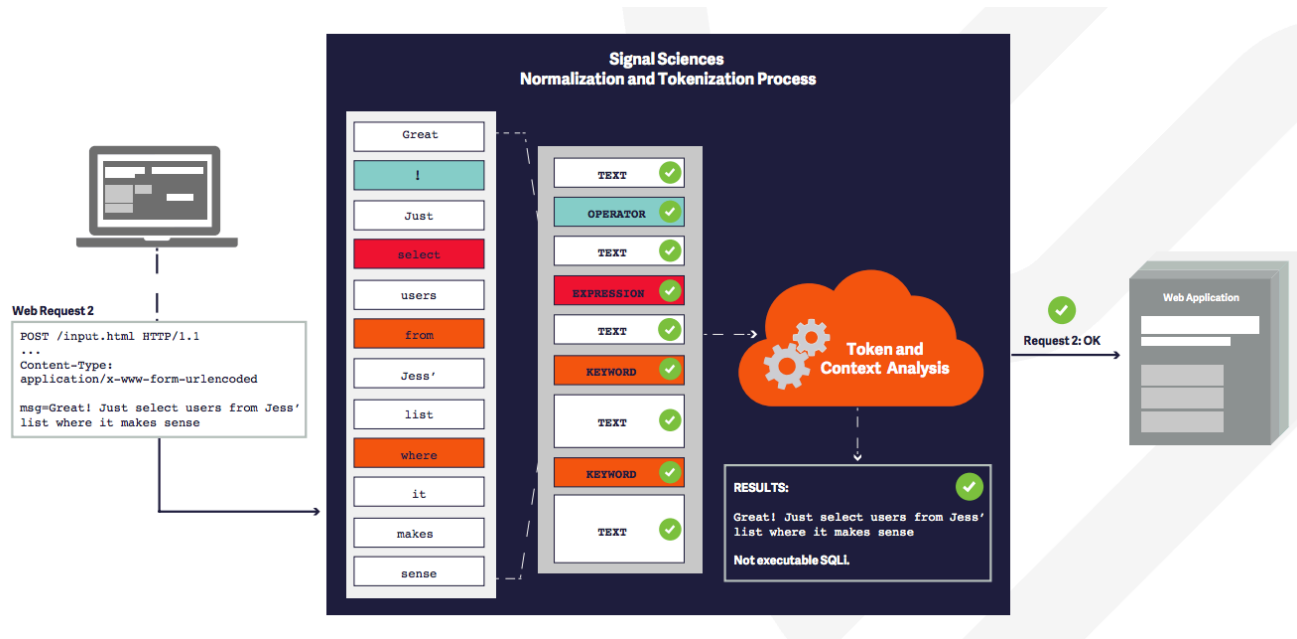 Signal Sciences
Normalization and Tokenization Process
Web Request 2
POST /input.html HTTP/1.1
...
Content-Type:
application/x-www-form-urlencoded
msg=Great! Just select users from Jess’
list where it makes sense
Great
!
Just
select
users
from
Jess’
list
where
it
makes
sense
TEXT
OPERATOR
TEXT
EXPRESSION
TEXT
KEYWORD
TEXT
KEYWORD
TEXT
Token and
Context Analysis
RESULTS:
Great! Just select users from Jess’
list where it makes sense
Not executable SQLi.
Request 2: OK
Web Application